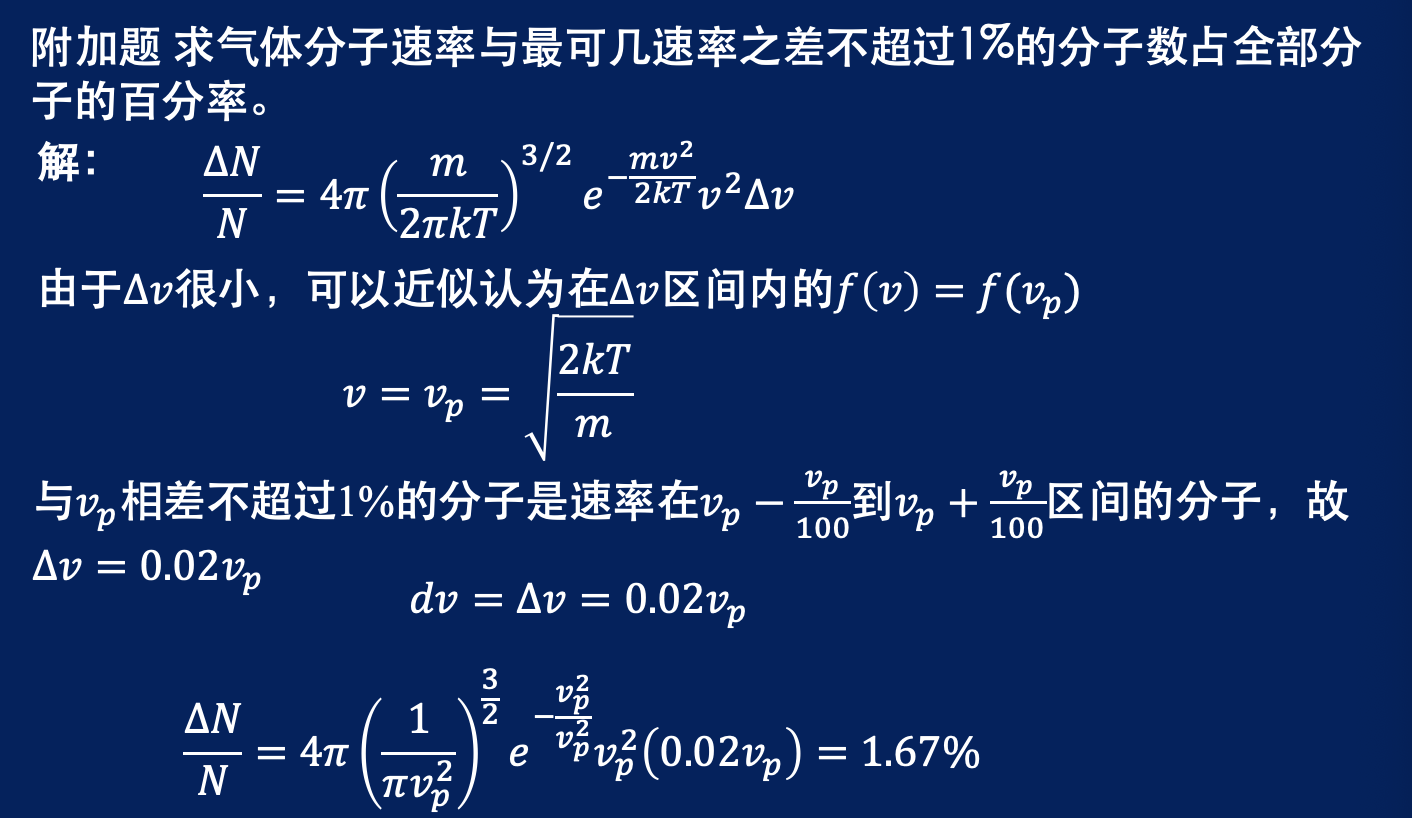 附加题 求气体分子速率与最可几速率之差不超过1%的分子数占全部分
子的百分率。
解： ΔN/N = 4π(m/2πkT)^{3/2} e^{-mv²/2kT} v²Δv
由于Δv很小，可以近似认为在Δv区间内的f(v) = f(v_p)
v = v_p = √(2kT/m)
与v_p相差不超过1%的分子是速率在v_p − v_p/100到v_p + v_p/100区间的分子，故
Δv = 0.02v_p
dv = Δv = 0.02v_p
ΔN/N = 4π(1/πv_p²)^{3/2} e^{-v_p²/v_p²} v_p²(0.02v_p) = 1.67%